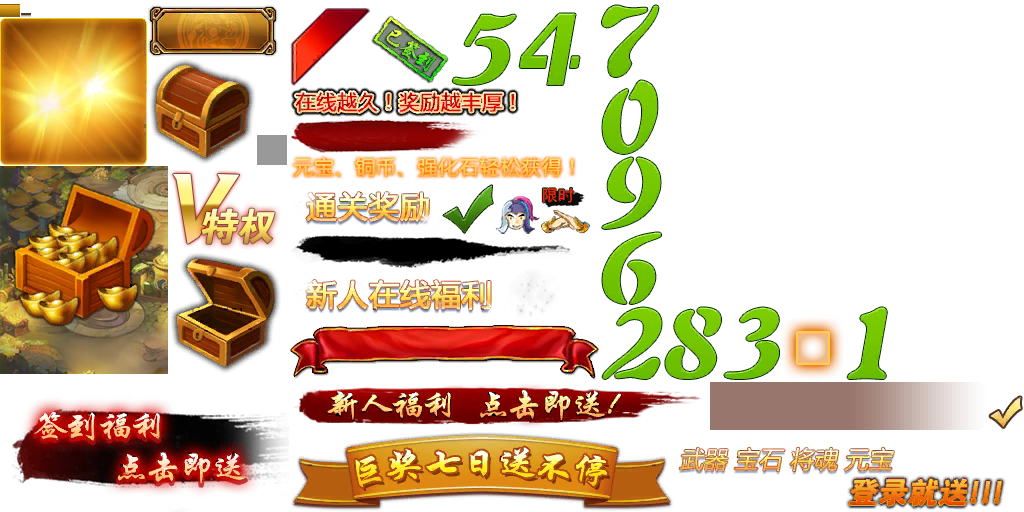 已签到
54
7
在线越久！奖励越丰厚！
0
元宝、铜币、强化石轻松获得！
9
V特权
通关奖励
限时
6
新人在线福利
283
1
新人福利 点击即送！
签到福利
点击即送
巨奖七日送不停
武器 宝石 将魂 元宝
登录就送!!!